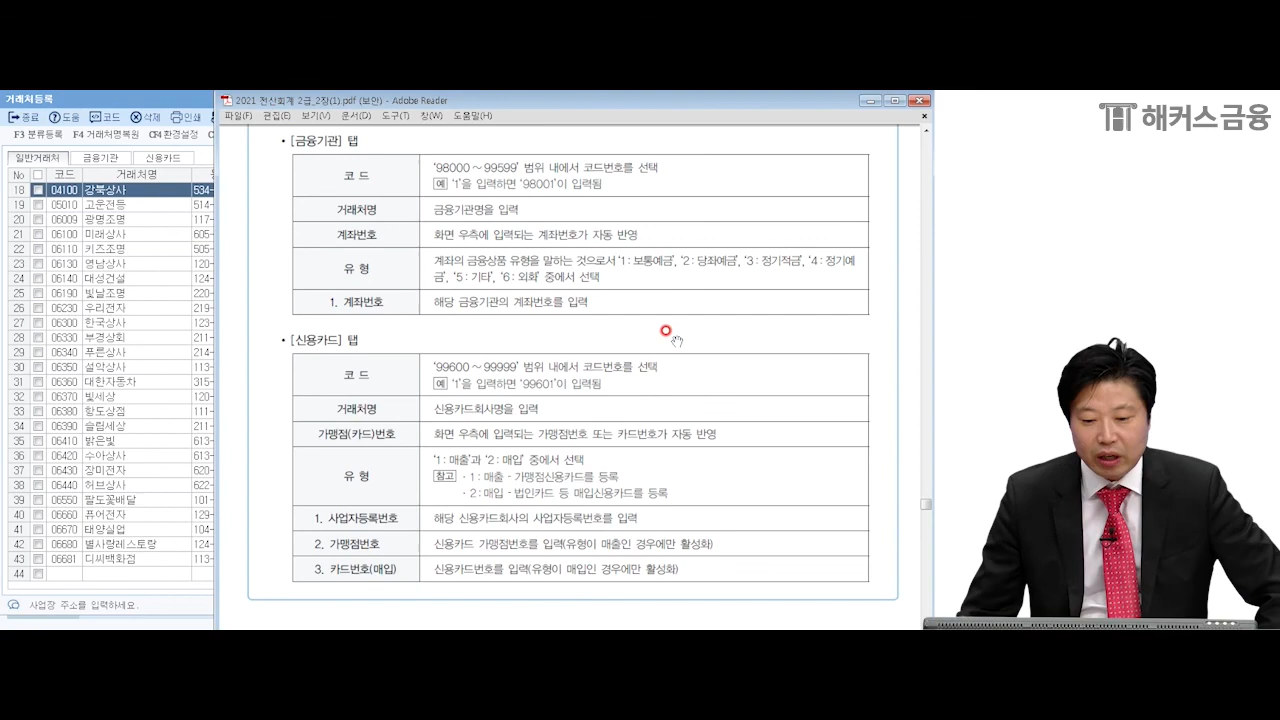 거래처등록
종료 도움 코드 삭제 인쇄
F3 분류등록 F4 거래처명복원 CF4 환경설정
일반거래처 금융기관 신용카드
No 코드 거래처명
18 04100 강북상사 534-
19 05010 고운전등 514-
20 06009 광명조명 117-
21 06100 미래상사 605-
22 06110 키즈조명 505-
23 06130 영남상사 120-
24 06140 대성건설 124-
25 06190 빛날조명 220-
26 06230 우리전자 219-
27 06300 한국상사 123-
28 06330 부경상회 211-
29 06340 푸른상사 214-
30 06350 설악상사 113-
31 06360 대한자동차 315-
32 06370 빛세상 120-
33 06380 항도상점 111-
34 06390 슬림세상 211-
35 06410 밝은빛 613-
36 06420 수아상사 613-
37 06430 장미전자 620-
38 06440 허브상사 622-
39 06550 팔도꽃배달 101-
40 06660 퓨어전자 129-
41 06670 태양실업 104-
42 06680 별사랑레스토랑 124-
43 06681 디씨백화점 113-
44
사업장 주소를 입력하세요.
2021 전산회계 2급_2장(1).pdf (보안) - Adobe Reader
파일(F) 편집(E) 보기(V) 문서(D) 도구(T) 창(W) 도움말(H)
• [금융기관] 탭
코 드 '98000 ~ 99599' 범위 내에서 코드번호를 선택
예 '1'을 입력하면 '98001'이 입력됨
거래처명 금융기관명을 입력
계좌번호 화면 우측에 입력되는 계좌번호가 자동 반영
유 형 계좌의 금융상품 유형을 말하는 것으로서 '1 : 보통예금', '2 : 당좌예금', '3 : 정기적금', '4 : 정기예
금', '5 : 기타', '6 : 외화' 중에서 선택
1. 계좌번호 해당 금융기관의 계좌번호를 입력
• [신용카드] 탭
코 드 '99600 ~ 99999' 범위 내에서 코드번호를 선택
예 '1'을 입력하면 '99601'이 입력됨
거래처명 신용카드회사명을 입력
가맹점(카드)번호 화면 우측에 입력되는 가맹점번호 또는 카드번호가 자동 반영
유 형 '1 : 매출'과 '2 : 매입' 중에서 선택
참고 · 1 : 매출 - 가맹점신용카드를 등록
· 2 : 매입 - 법인카드 등 매입신용카드를 등록
1. 사업자등록번호 해당 신용카드회사의 사업자등록번호를 입력
2. 가맹점번호 신용카드 가맹점번호를 입력(유형이 매출인 경우에만 활성화)
3. 카드번호(매입) 신용카드번호를 입력(유형이 매입인 경우에만 활성화)
해커스금융